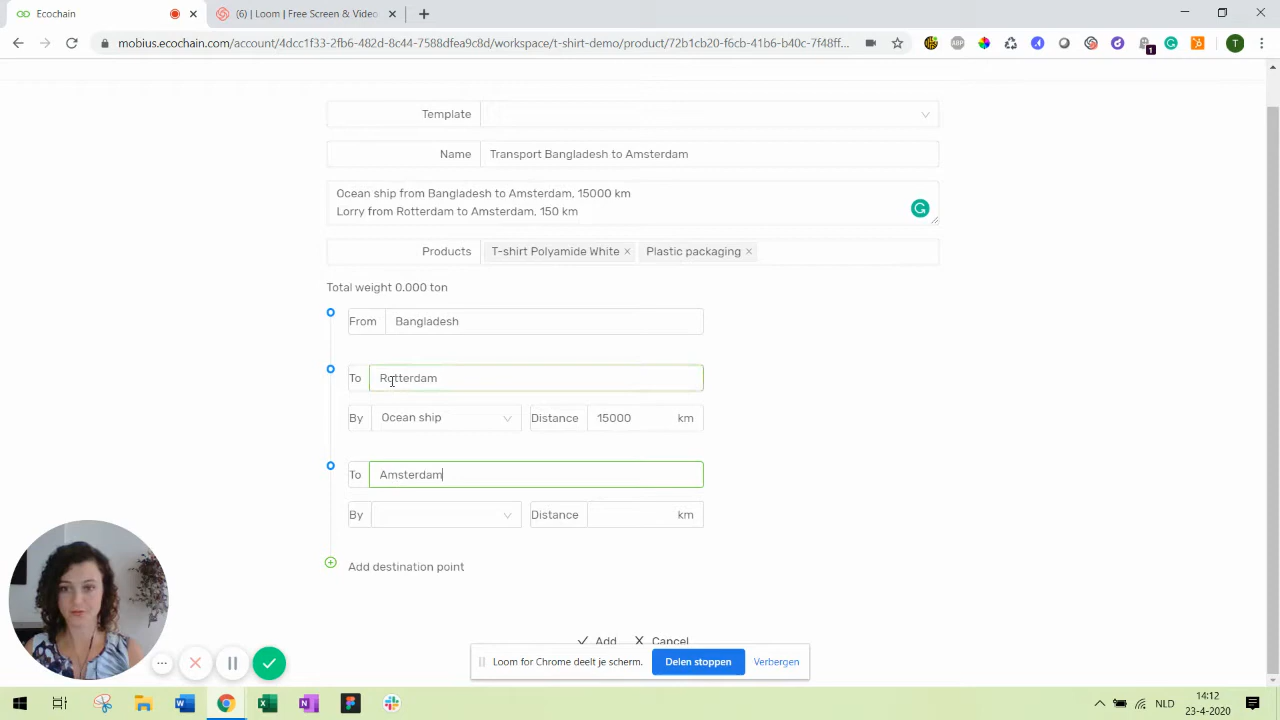 Ecochain
(6) | Loom | Free Screen & Video
mobius.ecochain.com/account/44cc1f33-2fb6-482d-8c44-7588dfea9c8d/workspace/t-shirt-demo/product/72b1cb20-f6cb-41b6-b40c-7f48ff...
ABP
1
T
Template
Name Transport Bangladesh to Amsterdam
Ocean ship from Bangladesh to Amsterdam, 15000 km
Lorry from Rotterdam to Amsterdam, 150 km
Products T-shirt Polyamide White × Plastic packaging ×
Total weight 0.000 ton
From Bangladesh
To Rotterdam
By Ocean ship Distance 15000 km
To Amsterdam
By Distance km
Add destination point
Add Cancel
Loom for Chrome deelt je scherm. Delen stoppen Verbergen
NLD
14:12
23-4-2020